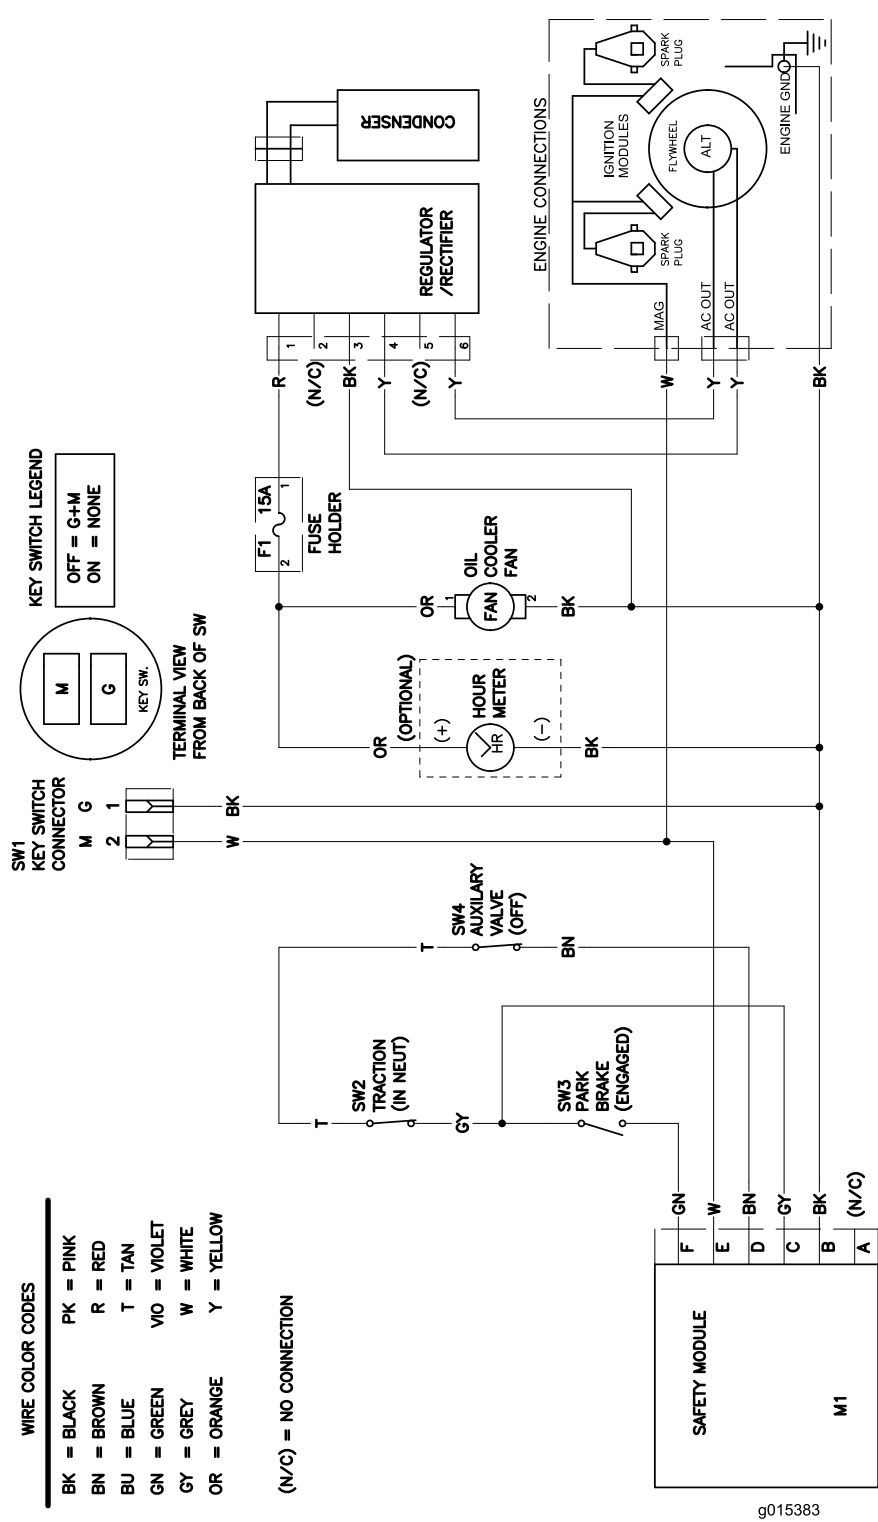 CONDENSER
REGULATOR
/RECTIFIER
1
2
3
4
5
6
R
(N/C)
BK
Y
(N/C)
Y
ENGINE CONNECTIONS
SPARK
PLUG
IGNITION
MODULES
FLYWHEEL
ALT
ENGINE GND
SPARK
PLUG
MAG
AC OUT
AC OUT
W
Y
Y
BK
KEY SWITCH LEGEND
OFF = G+M
ON = NONE
M
G
KEY SW.
TERMINAL VIEW
FROM BACK OF SW
F1
15A
2
1
FUSE
HOLDER
OR
1
FAN
2
OIL
COOLER
FAN
BK
OR
(OPTIONAL)
(+)
HR
(-)
HOUR
METER
BK
SW1
KEY SWITCH
CONNECTOR
M
G
2
1
BK
W
T
SW4
AUXILARY
VALVE
(OFF)
BN
T
SW2
TRACTION
(IN NEUT)
GY
SW3
PARK
BRAKE
(ENGAGED)
GN
W
BN
GY
BK
(N/C)
F
E
D
C
B
A
SAFETY MODULE
M1
WIRE COLOR CODES
BK = BLACK
PK = PINK
BN = BROWN
R = RED
BU = BLUE
T = TAN
GN = GREEN
VIO = VIOLET
GY = GREY
W = WHITE
OR = ORANGE
Y = YELLOW
(N/C) = NO CONNECTION
g015383